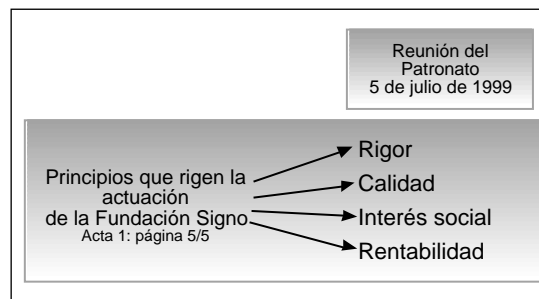 Reunión del
Patronato
5 de julio de 1999
Principios que rigen la
actuación
de la Fundación Signo
Acta 1: página 5/5
Rigor
Calidad
Interés social
Rentabilidad